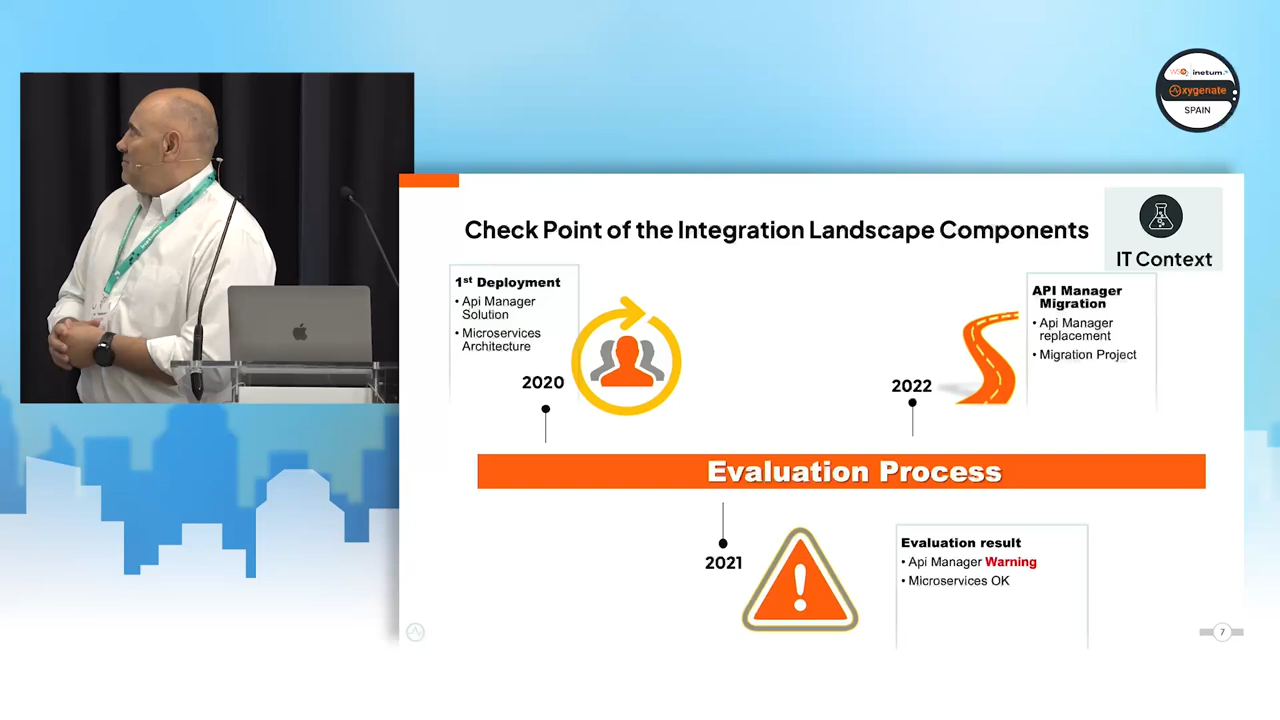 WSO2 inetum.
Oxygenate
SPAIN
Check Point of the Integration Landscape Components
IT Context
1st Deployment
• Api Manager
Solution
• Microservices
Architecture
2020
2022
API Manager
Migration
• Api Manager
replacement
• Migration Project
Evaluation Process
2021
Evaluation result
• Api Manager Warning
• Microservices OK
7